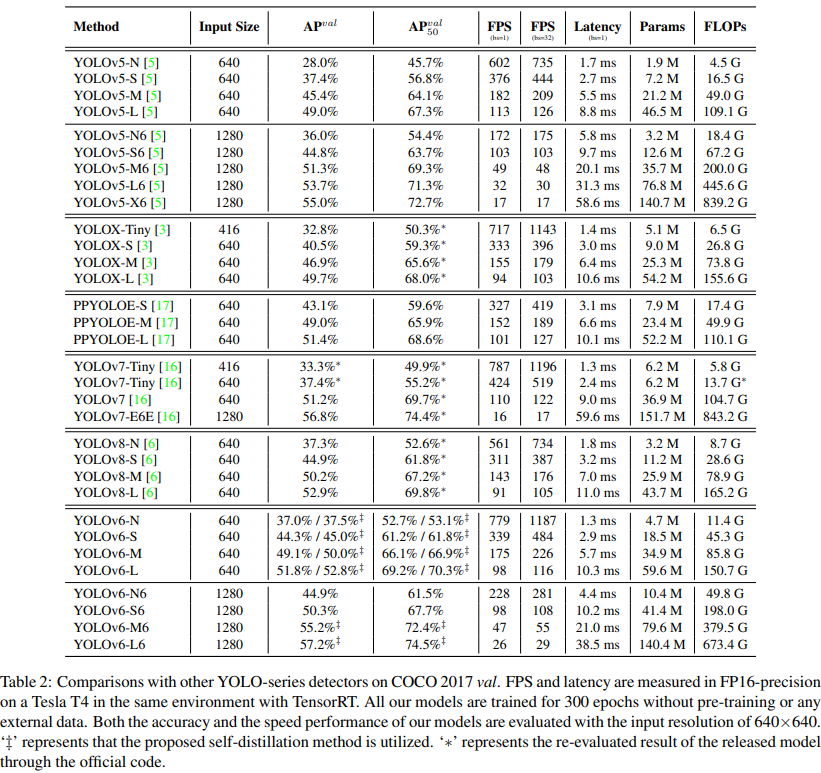 Method Input Size AP^val AP_50^val FPS (bs=1) FPS (bs=32) Latency (bs=1) Params FLOPs
YOLOv5-N [5] 640 28.0% 45.7% 602 735 1.7 ms 1.9 M 4.5 G
YOLOv5-S [5] 640 37.4% 56.8% 376 444 2.7 ms 7.2 M 16.5 G
YOLOv5-M [5] 640 45.4% 64.1% 182 209 5.5 ms 21.2 M 49.0 G
YOLOv5-L [5] 640 49.0% 67.3% 113 126 8.8 ms 46.5 M 109.1 G
YOLOv5-N6 [5] 1280 36.0% 54.4% 172 175 5.8 ms 3.2 M 18.4 G
YOLOv5-S6 [5] 1280 44.8% 63.7% 103 103 9.7 ms 12.6 M 67.2 G
YOLOv5-M6 [5] 1280 51.3% 69.3% 49 48 20.1 ms 35.7 M 200.0 G
YOLOv5-L6 [5] 1280 53.7% 71.3% 32 30 31.3 ms 76.8 M 445.6 G
YOLOv5-X6 [5] 1280 55.0% 72.7% 17 17 58.6 ms 140.7 M 839.2 G
YOLOX-Tiny [3] 416 32.8% 50.3%* 717 1143 1.4 ms 5.1 M 6.5 G
YOLOX-S [3] 640 40.5% 59.3%* 333 396 3.0 ms 9.0 M 26.8 G
YOLOX-M [3] 640 46.9% 65.6%* 155 179 6.4 ms 25.3 M 73.8 G
YOLOX-L [3] 640 49.7% 68.0%* 94 103 10.6 ms 54.2 M 155.6 G
PPYOLOE-S [17] 640 43.1% 59.6% 327 419 3.1 ms 7.9 M 17.4 G
PPYOLOE-M [17] 640 49.0% 65.9% 152 189 6.6 ms 23.4 M 49.9 G
PPYOLOE-L [17] 640 51.4% 68.6% 101 127 10.1 ms 52.2 M 110.1 G
YOLOv7-Tiny [16] 416 33.3%* 49.9%* 787 1196 1.3 ms 6.2 M 5.8 G
YOLOv7-Tiny [16] 640 37.4%* 55.2%* 424 519 2.4 ms 6.2 M 13.7 G*
YOLOv7 [16] 640 51.2% 69.7%* 110 122 9.0 ms 36.9 M 104.7 G
YOLOv7-E6E [16] 1280 56.8% 74.4%* 16 17 59.6 ms 151.7 M 843.2 G
YOLOv8-N [6] 640 37.3% 52.6%* 561 734 1.8 ms 3.2 M 8.7 G
YOLOv8-S [6] 640 44.9% 61.8%* 311 387 3.2 ms 11.2 M 28.6 G
YOLOv8-M [6] 640 50.2% 67.2%* 143 176 7.0 ms 25.9 M 78.9 G
YOLOv8-L [6] 640 52.9% 69.8%* 91 105 11.0 ms 43.7 M 165.2 G
YOLOv6-N 640 37.0% / 37.5%‡ 52.7% / 53.1%‡ 779 1187 1.3 ms 4.7 M 11.4 G
YOLOv6-S 640 44.3% / 45.0%‡ 61.2% / 61.8%‡ 339 484 2.9 ms 18.5 M 45.3 G
YOLOv6-M 640 49.1% / 50.0%‡ 66.1% / 66.9%‡ 175 226 5.7 ms 34.9 M 85.8 G
YOLOv6-L 640 51.8% / 52.8%‡ 69.2% / 70.3%‡ 98 116 10.3 ms 59.6 M 150.7 G
YOLOv6-N6 1280 44.9% 61.5% 228 281 4.4 ms 10.4 M 49.8 G
YOLOv6-S6 1280 50.3% 67.7% 98 108 10.2 ms 41.4 M 198.0 G
YOLOv6-M6 1280 55.2%‡ 72.4%‡ 47 55 21.0 ms 79.6 M 379.5 G
YOLOv6-L6 1280 57.2%‡ 74.5%‡ 26 29 38.5 ms 140.4 M 673.4 G
Table 2: Comparisons with other YOLO-series detectors on COCO 2017 val. FPS and latency are measured in FP16-precision
on a Tesla T4 in the same environment with TensorRT. All our models are trained for 300 epochs without pre-training or any
external data. Both the accuracy and the speed performance of our models are evaluated with the input resolution of 640×640.
‘‡’ represents that the proposed self-distillation method is utilized. ‘∗’ represents the re-evaluated result of the released model
through the official code.